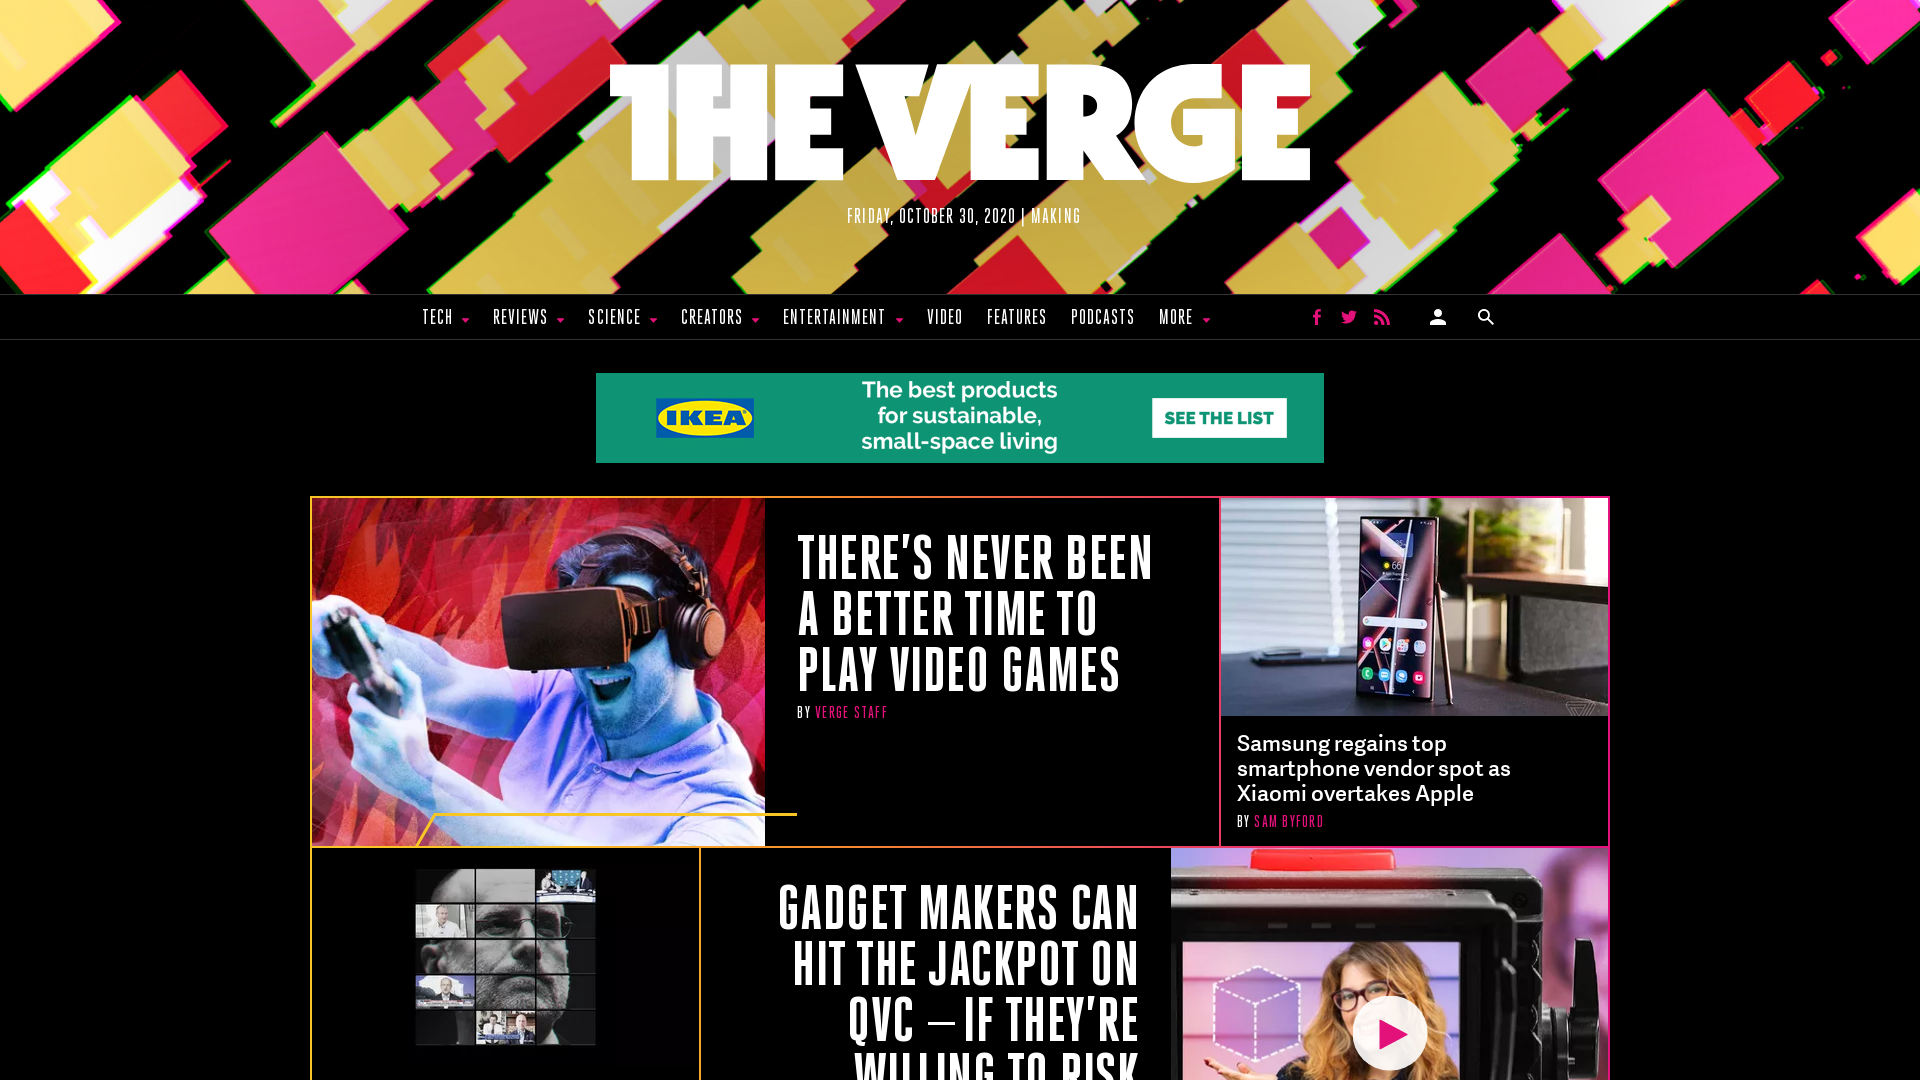 THE VERGE
FRIDAY, OCTOBER 30, 2020 | MAKING
TECH REVIEWS SCIENCE CREATORS ENTERTAINMENT VIDEO FEATURES PODCASTS MORE
IKEA
The best products
for sustainable,
small-space living
SEE THE LIST
THERE’S NEVER BEEN
A BETTER TIME TO
PLAY VIDEO GAMES
BY VERGE STAFF
Samsung regains top
smartphone vendor spot as
Xiaomi overtakes Apple
BY SAM BYFORD
GADGET MAKERS CAN
HIT THE JACKPOT ON
QVC — IF THEY’RE
WILLING TO RISK